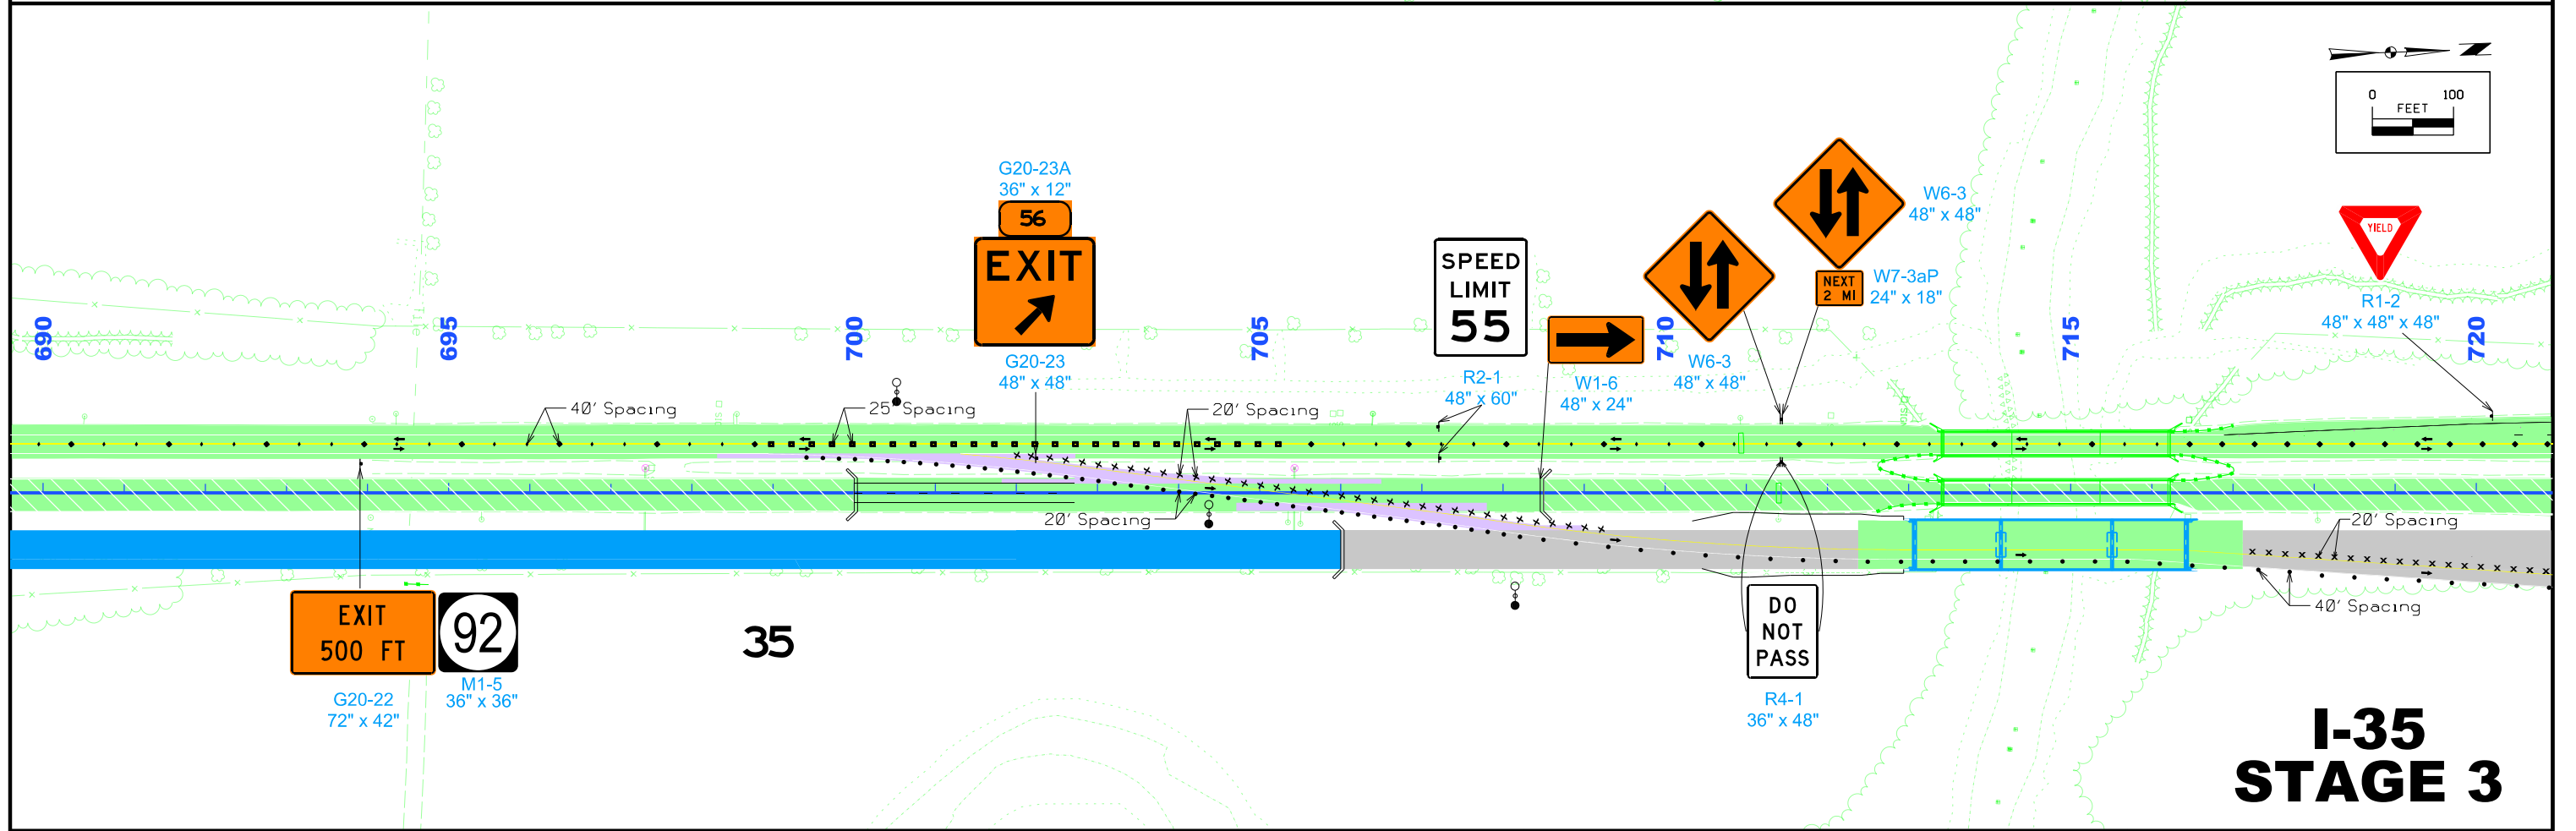 0 100
FEET
G20-23A
36" x 12"
56
EXIT
G20-23
48" x 48"
SPEED
LIMIT
55
R2-1
48" x 60"
W1-6
48" x 24"
W6-3
48" x 48"
W6-3
48" x 48"
NEXT
2 MI
W7-3aP
24" x 18"
YIELD
R1-2
48" x 48" x 48"
690
695
700
705
710
715
720
40' Spacing
25' Spacing
20' Spacing
20' Spacing
20' Spacing
40' Spacing
EXIT
500 FT
92
G20-22
72" x 42"
M1-5
36" x 36"
35
DO
NOT
PASS
R4-1
36" x 48"
I-35
STAGE 3